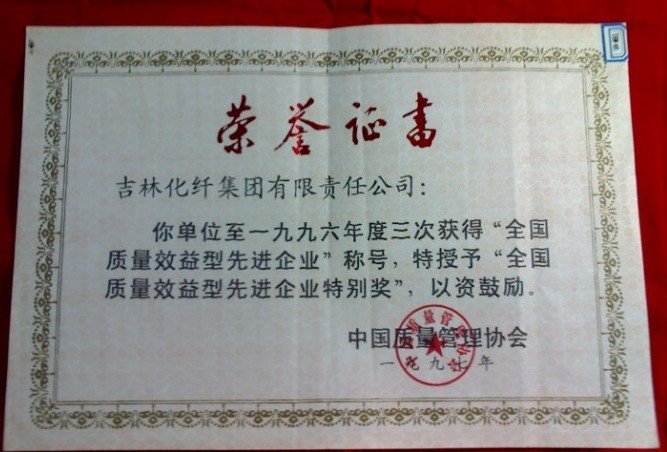 荣誉证书
吉林化纤集团有限责任公司：
你单位至一九九六年度三次获得“全国
质量效益型先进企业”称号，特授予“全国
质量效益型先进企业特别奖”，以资鼓励。
中国质量管理协会
一九九七年